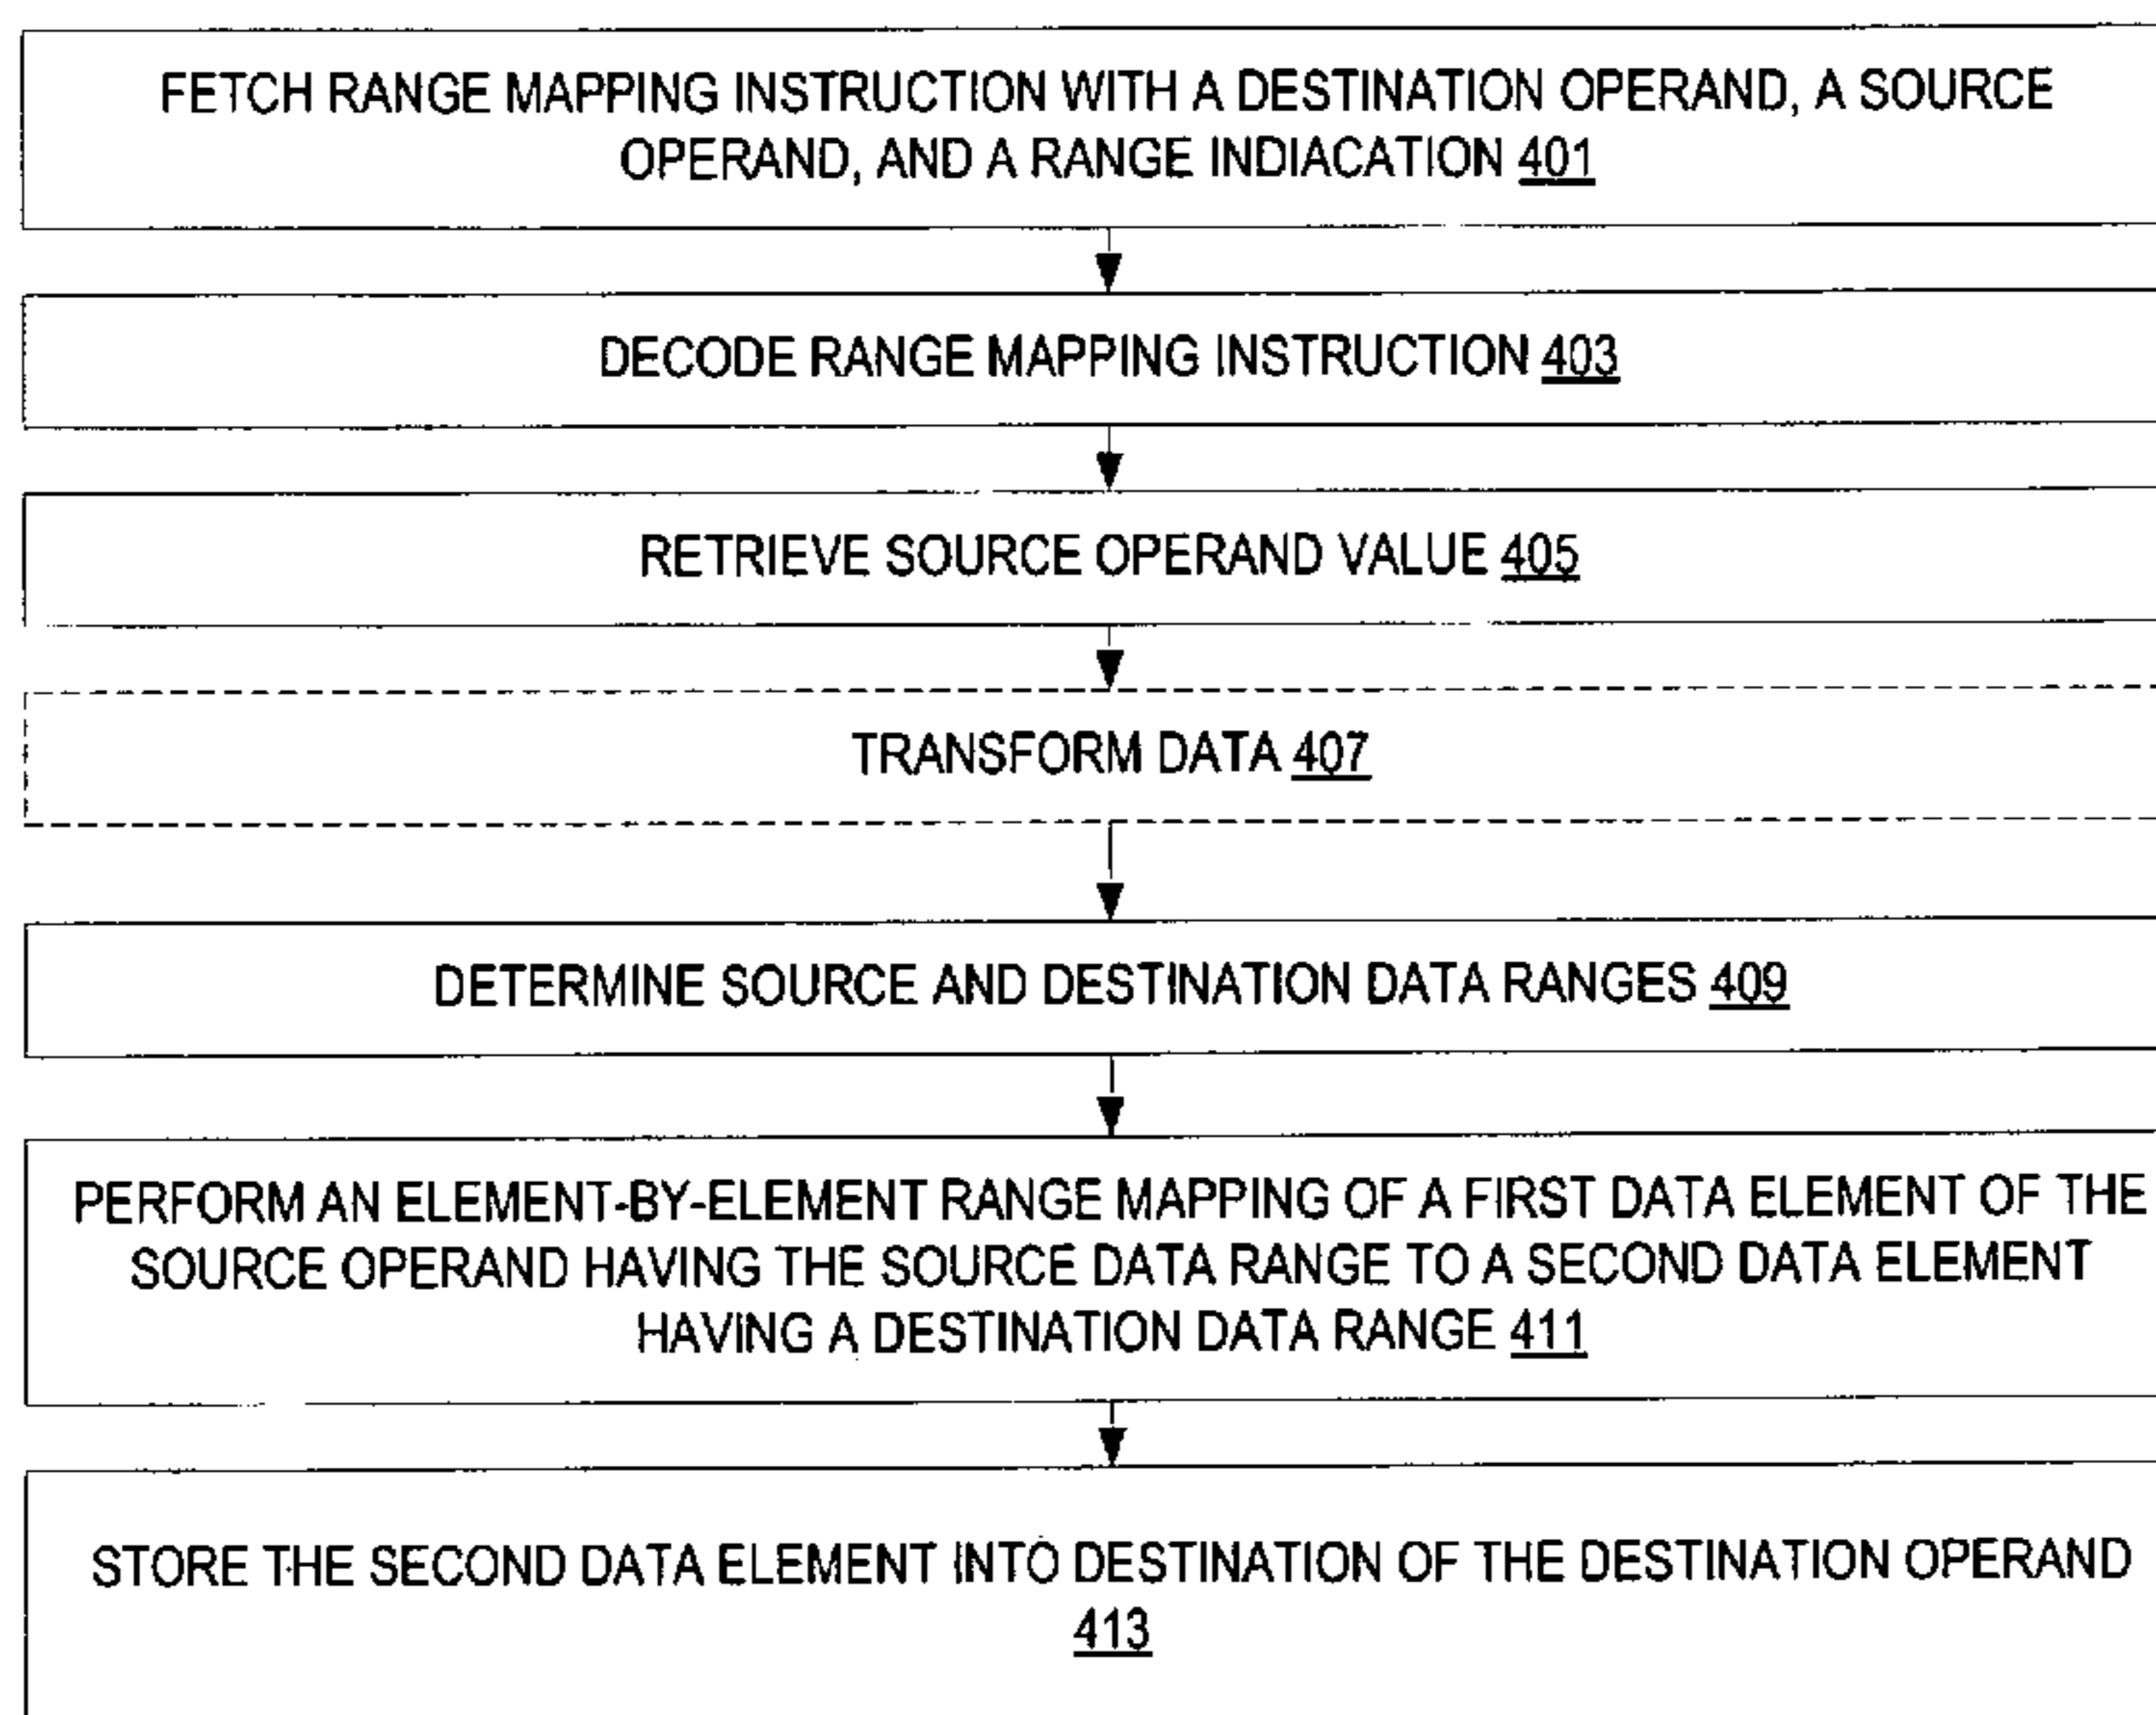 FETCH RANGE MAPPING INSTRUCTION WITH A DESTINATION OPERAND, A SOURCE
OPERAND, AND A RANGE INDIACATION 401
DECODE RANGE MAPPING INSTRUCTION 403
RETRIEVE SOURCE OPERAND VALUE 405
TRANSFORM DATA 407
DETERMINE SOURCE AND DESTINATION DATA RANGES 409
PERFORM AN ELEMENT-BY-ELEMENT RANGE MAPPING OF A FIRST DATA ELEMENT OF THE
SOURCE OPERAND HAVING THE SOURCE DATA RANGE TO A SECOND DATA ELEMENT
HAVING A DESTINATION DATA RANGE 411
STORE THE SECOND DATA ELEMENT INTO DESTINATION OF THE DESTINATION OPERAND
413